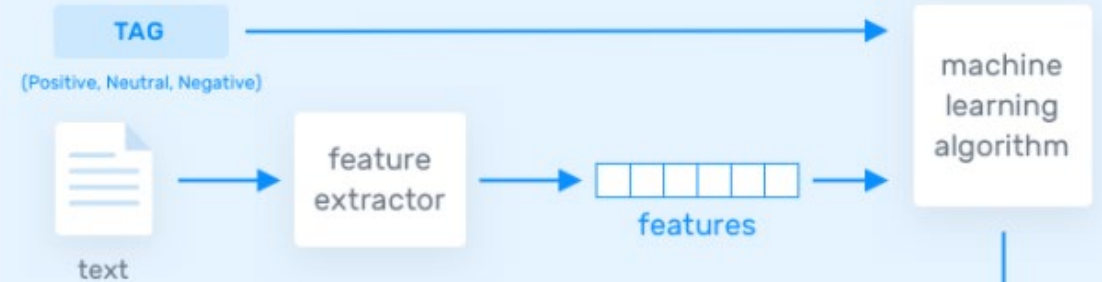 TAG
(Positive, Neutral, Negative)
machine
learning
algorithm
feature
extractor
features
text